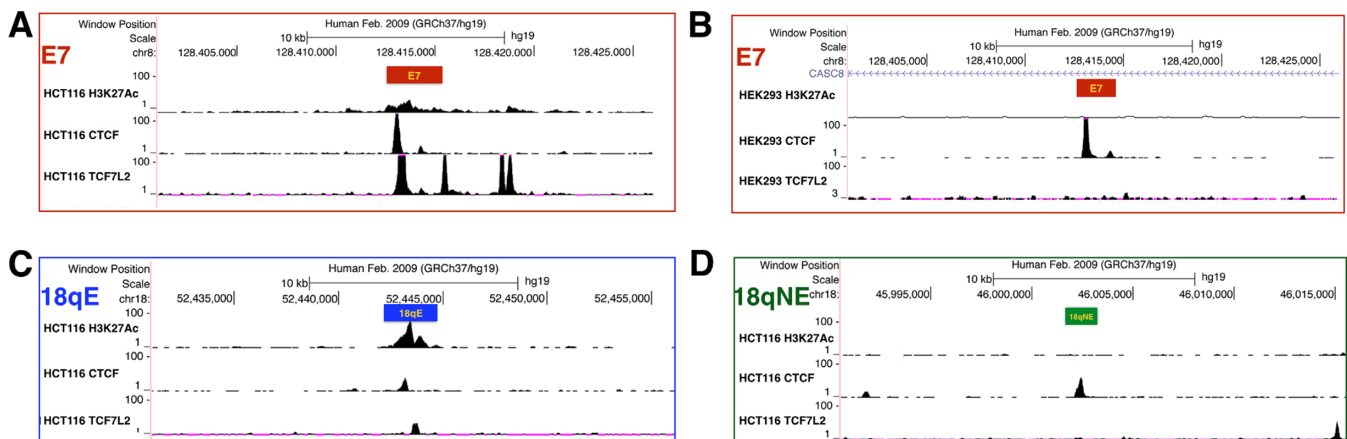 A
Window Position Human Feb. 2009 (GRCh37/hg19)
E7
Scale 10 kb hg19
chr8: 128,405,000 128,410,000 128,415,000 128,420,000 128,425,000
100 E7
HCT116 H3K27Ac
1
100
HCT116 CTCF
1
100
HCT116 TCF7L2
1
B
Window Position Human Feb. 2009 (GRCh37/hg19)
E7
Scale 10 kb hg19
chr8: 128,405,000 128,410,000 128,415,000 128,420,000 128,425,000
CASC8
E7
HEK293 H3K27Ac
100
HEK293 CTCF
1
100
HEK293 TCF7L2
3
C
Window Position Human Feb. 2009 (GRCh37/hg19)
18qE
Scale 10 kb hg19
chr18: 52,435,000 52,440,000 52,445,000 52,450,000 52,455,000
100 18qE
HCT116 H3K27Ac
1
100
HCT116 CTCF
1
100
HCT116 TCF7L2
1
D
Window Position Human Feb. 2009 (GRCh37/hg19)
18qNE
Scale 10 kb hg19
chr18: 45,995,000 46,000,000 46,005,000 46,010,000 46,015,000
100 18qNE
HCT116 H3K27Ac
1
100
HCT116 CTCF
1
100
HCT116 TCF7L2
1